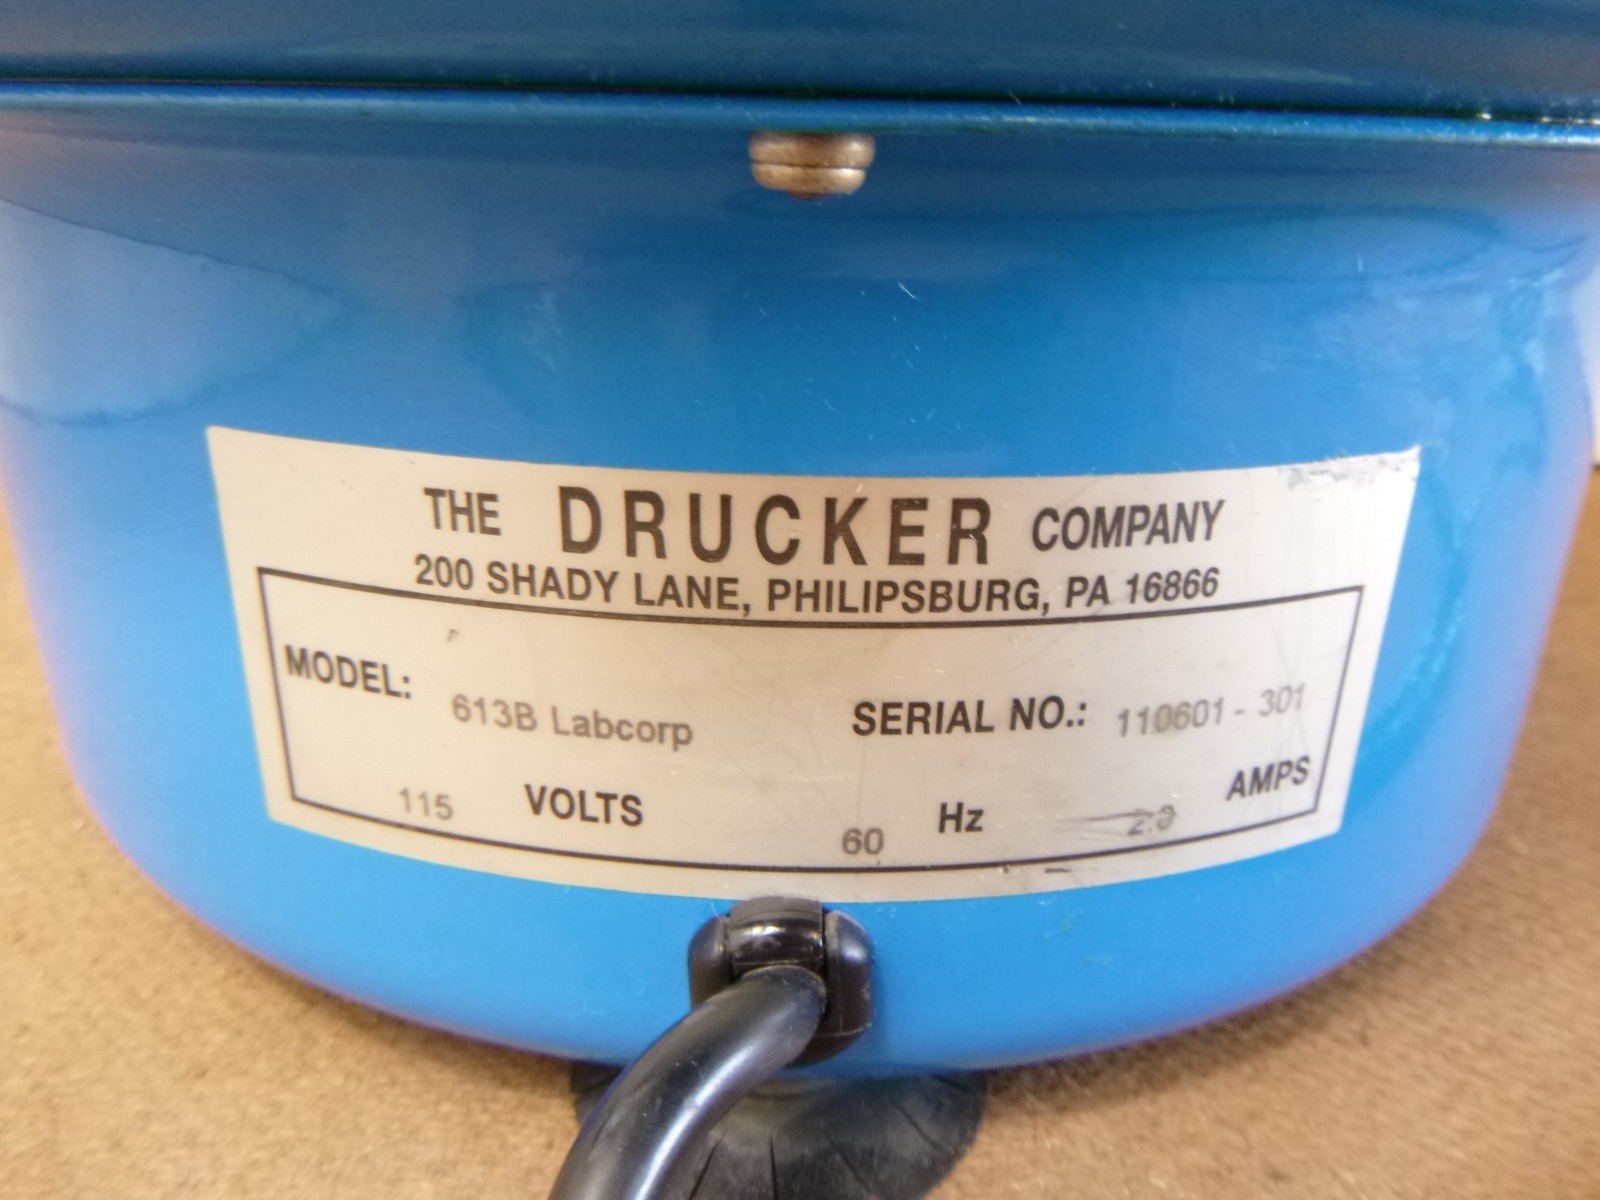 THE DRUCKER COMPANY
200 SHADY LANE, PHILIPSBURG, PA 16866
MODEL: 613B Labcorp SERIAL NO.: 110601-301
115 VOLTS 60 Hz AMPS